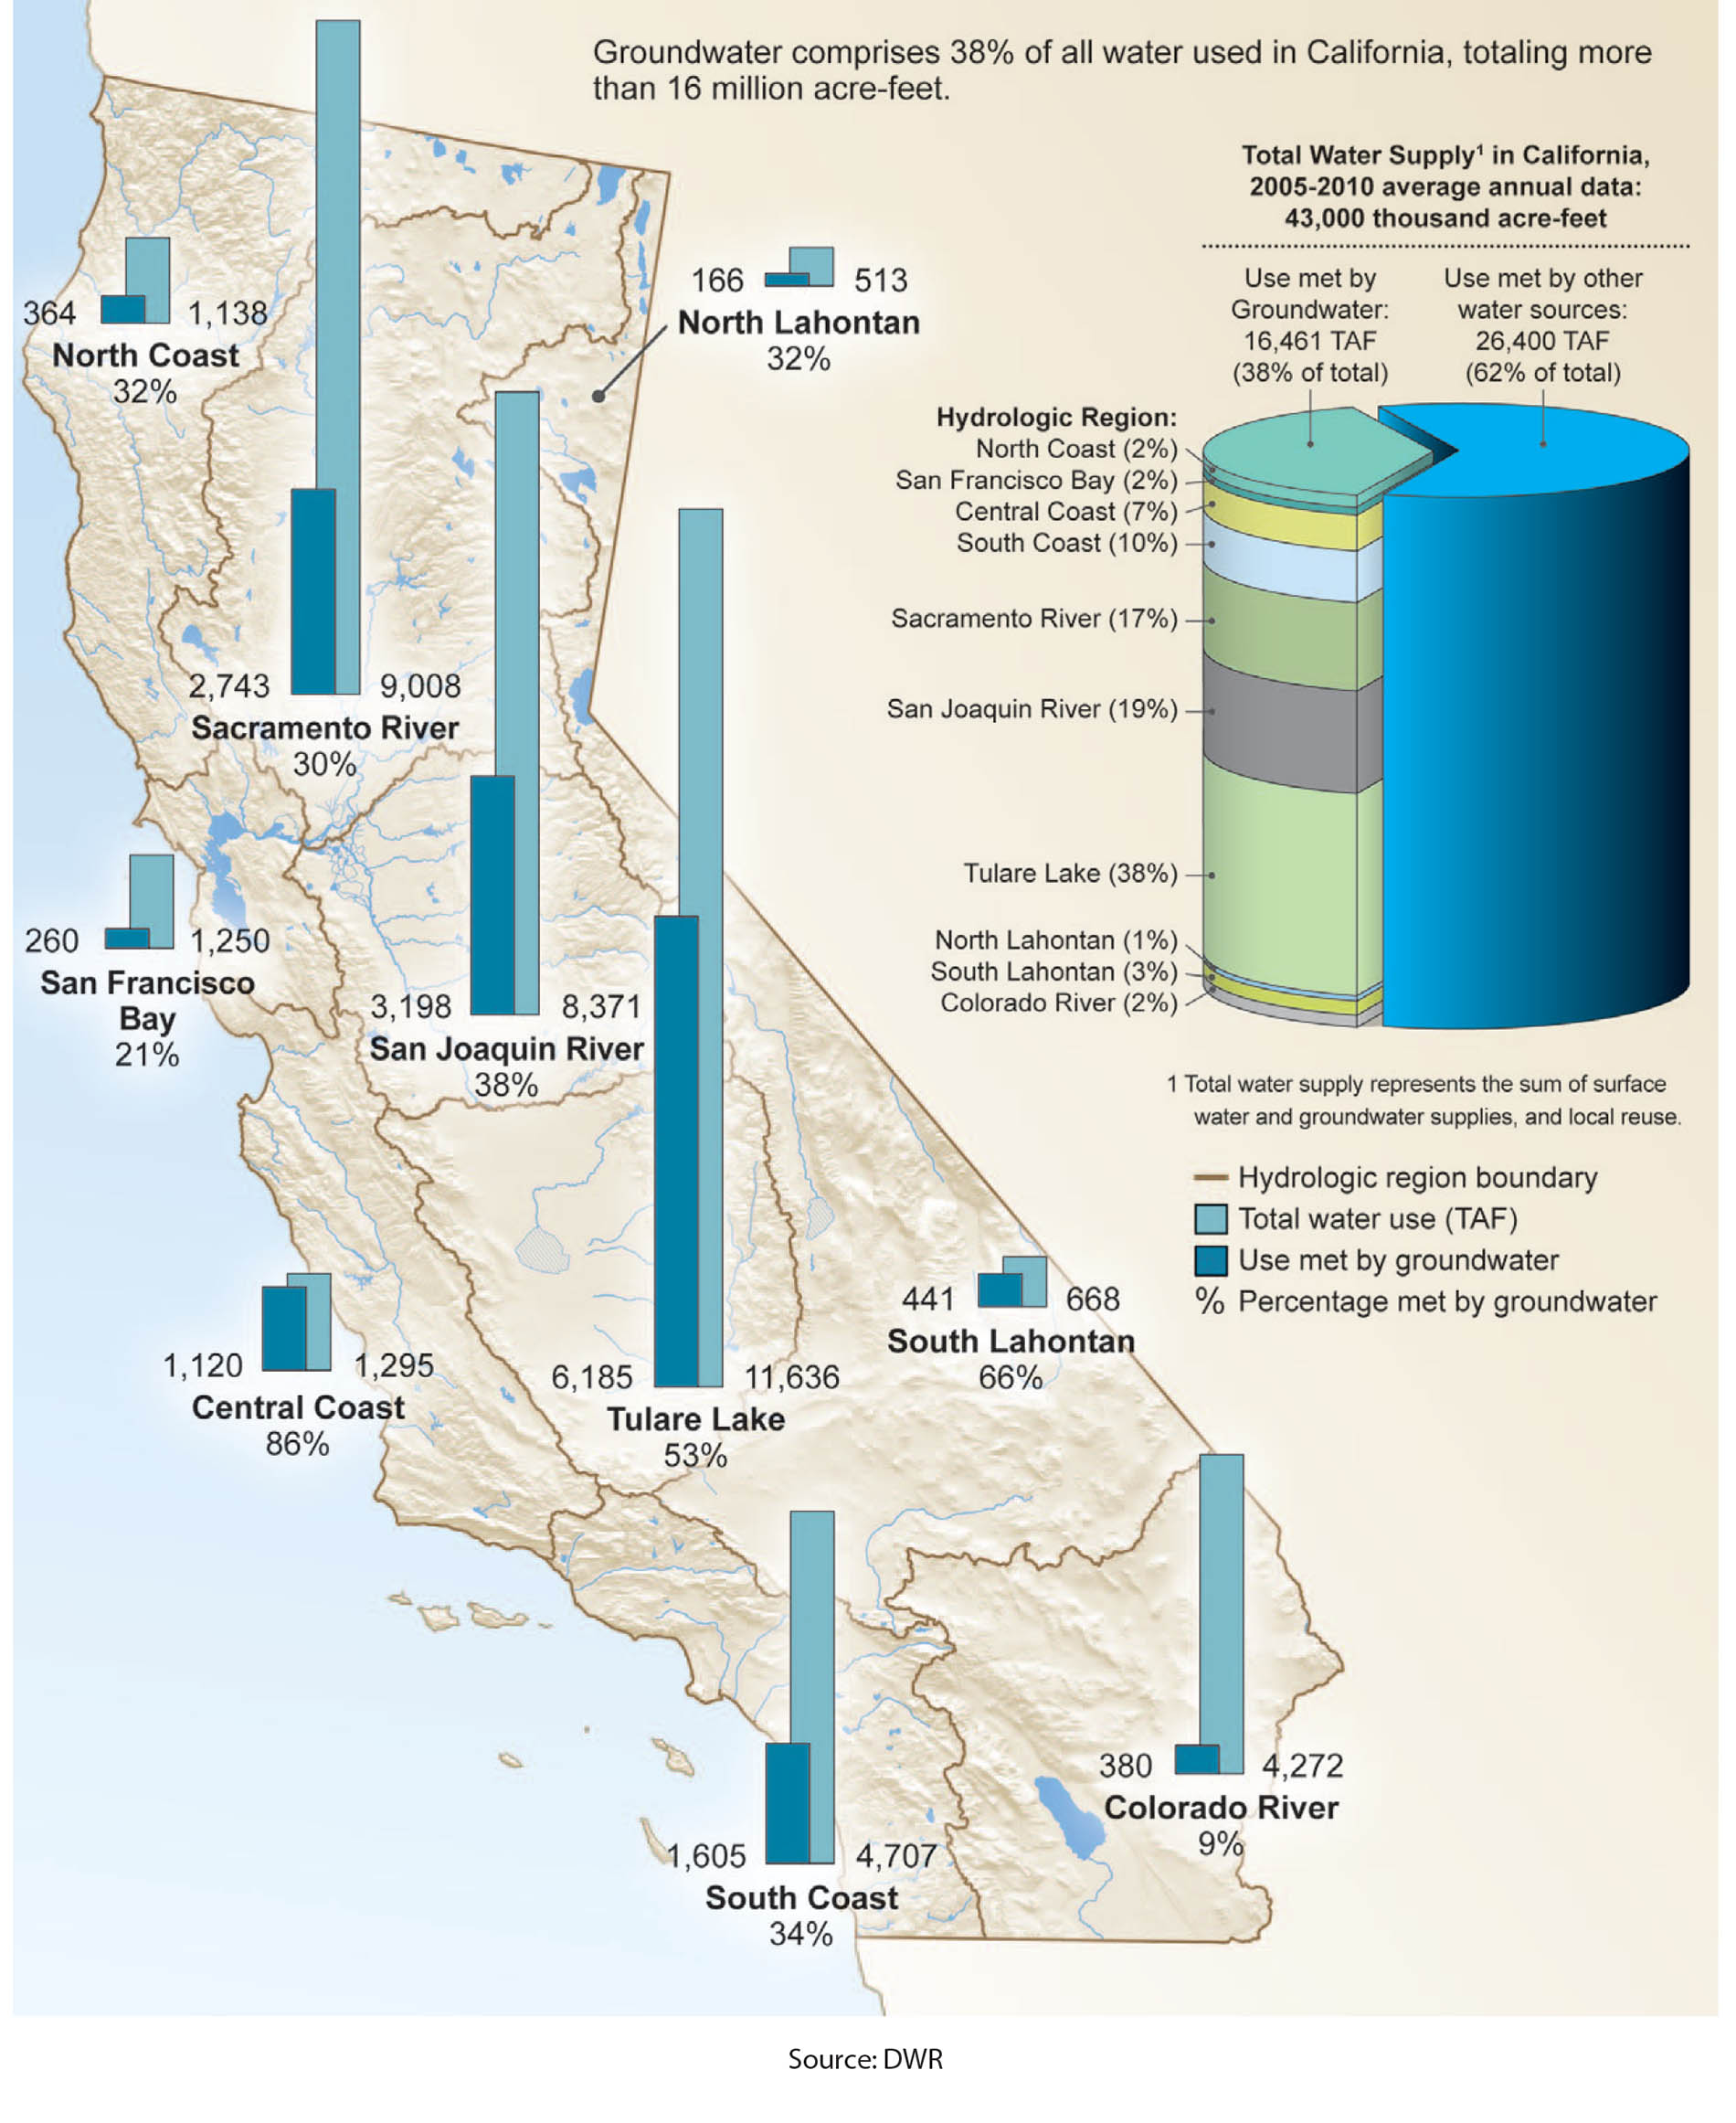 Groundwater comprises 38% of all water used in California, totaling more
than 16 million acre-feet.
Total Water Supply¹ in California,
2005-2010 average annual data:
43,000 thousand acre-feet
Use met by
Groundwater:
16,461 TAF
(38% of total)
Use met by other
water sources:
26,400 TAF
(62% of total)
Hydrologic Region:
North Coast (2%)
San Francisco Bay (2%)
Central Coast (7%)
South Coast (10%)
Sacramento River (17%)
San Joaquin River (19%)
Tulare Lake (38%)
North Lahontan (1%)
South Lahontan (3%)
Colorado River (2%)
1 Total water supply represents the sum of surface
water and groundwater supplies, and local reuse.
Hydrologic region boundary
Total water use (TAF)
Use met by groundwater
% Percentage met by groundwater
364 1,138
North Coast
32%
166 513
North Lahontan
32%
2,743 9,008
Sacramento River
30%
260 1,250
San Francisco
Bay
21%
3,198 8,371
San Joaquin River
38%
1,120 1,295
Central Coast
86%
6,185 11,636
Tulare Lake
53%
441 668
South Lahontan
66%
1,605 4,707
South Coast
34%
380 4,272
Colorado River
9%
Source: DWR